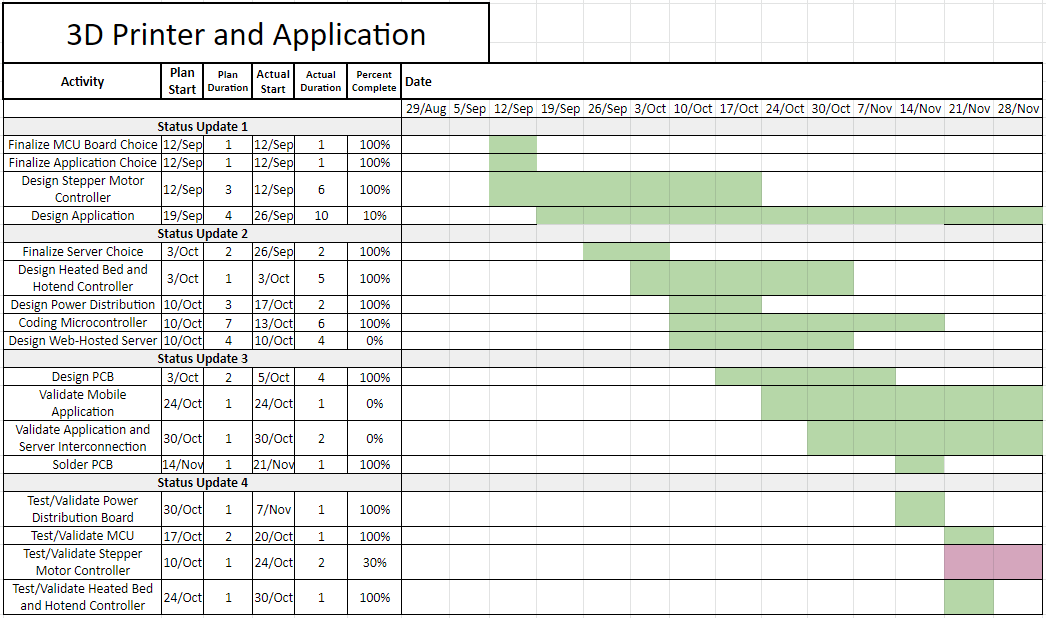 3D Printer and Application
Activity Plan Start Plan Duration Actual Start Actual Duration Percent Complete Date
29/Aug 5/Sep 12/Sep 19/Sep 26/Sep 3/Oct 10/Oct 17/Oct 24/Oct 30/Oct 7/Nov 14/Nov 21/Nov 28/Nov
Status Update 1
Finalize MCU Board Choice 12/Sep 1 12/Sep 1 100%
Finalize Application Choice 12/Sep 1 12/Sep 1 100%
Design Stepper Motor Controller 12/Sep 3 12/Sep 6 100%
Design Application 19/Sep 4 26/Sep 10 10%
Status Update 2
Finalize Server Choice 3/Oct 2 26/Sep 2 100%
Design Heated Bed and Hotend Controller 3/Oct 1 3/Oct 5 100%
Design Power Distribution 10/Oct 3 17/Oct 2 100%
Coding Microcontroller 10/Oct 7 13/Oct 6 100%
Design Web-Hosted Server 10/Oct 4 10/Oct 4 0%
Status Update 3
Design PCB 3/Oct 2 5/Oct 4 100%
Validate Mobile Application 24/Oct 1 24/Oct 1 0%
Validate Application and Server Interconnection 30/Oct 1 30/Oct 2 0%
Solder PCB 14/Nov 1 21/Nov 1 100%
Status Update 4
Test/Validate Power Distribution Board 30/Oct 1 7/Nov 1 100%
Test/Validate MCU 17/Oct 2 20/Oct 1 100%
Test/Validate Stepper Motor Controller 10/Oct 1 24/Oct 2 30%
Test/Validate Heated Bed and Hotend Controller 24/Oct 1 30/Oct 1 100%